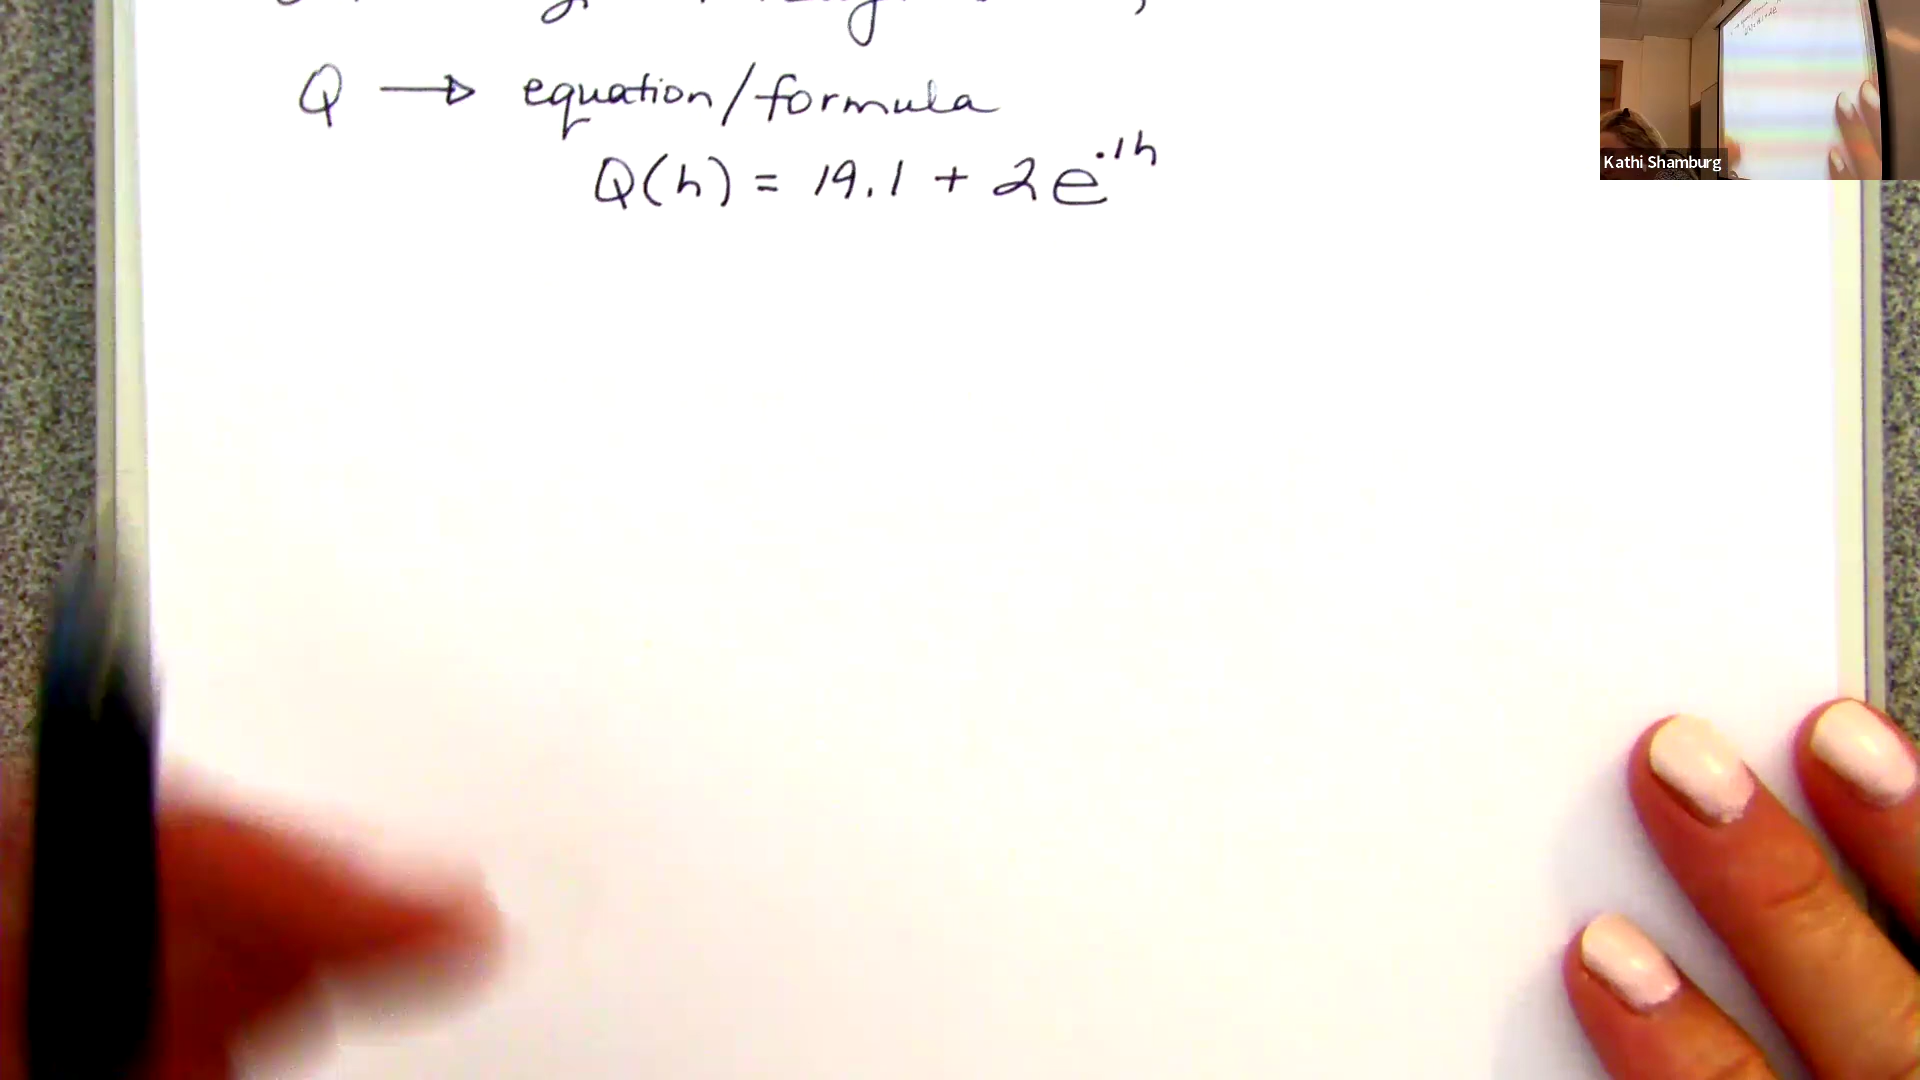 Q → equation/formula
Q(h) = 19.1 + 2e^.1h
Kathi Shamburg